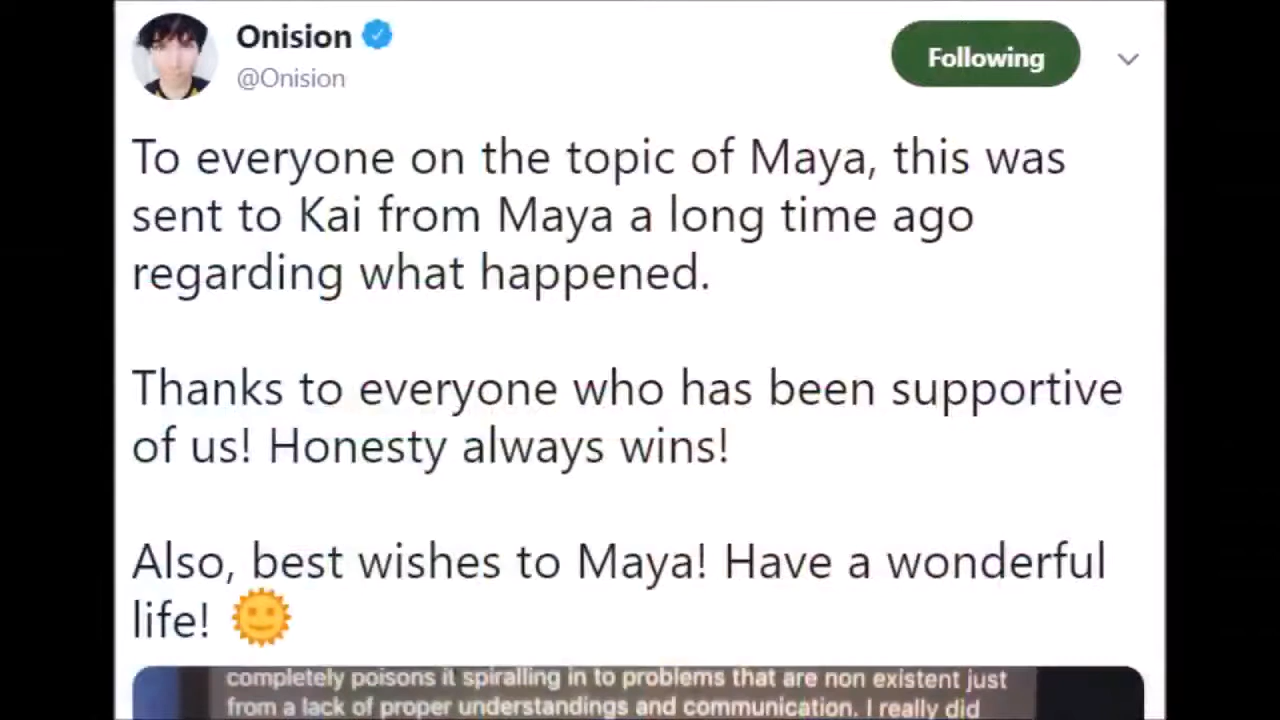 Onision
@Onision
Following
To everyone on the topic of Maya, this was
sent to Kai from Maya a long time ago
regarding what happened.
Thanks to everyone who has been supportive
of us! Honesty always wins!
Also, best wishes to Maya! Have a wonderful
life! 🌞
completely poisons it spiralling in to problems that are non existent just
from a lack of proper understandings and communication. I really did